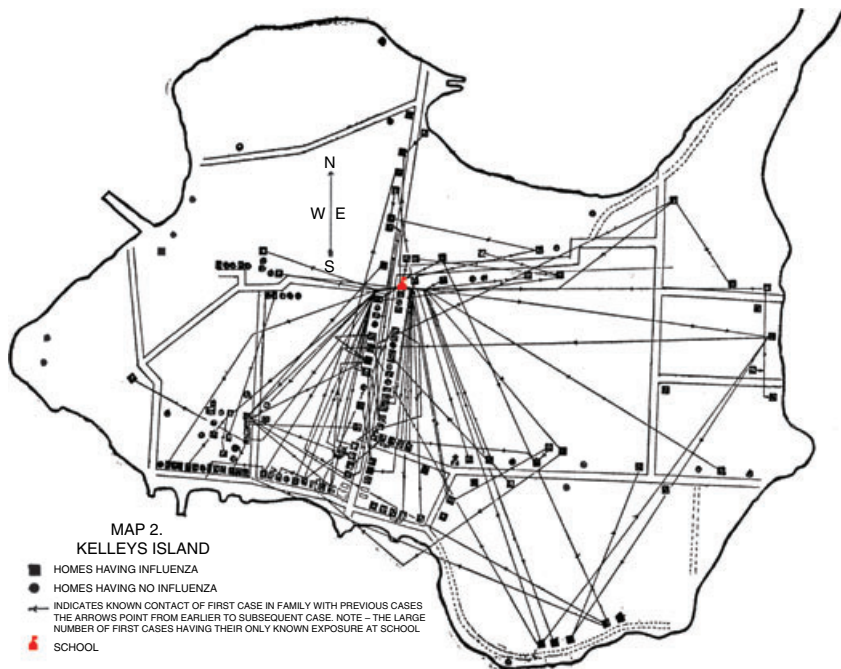 N
W E
S
MAP 2.
KELLEYS ISLAND
HOMES HAVING INFLUENZA
HOMES HAVING NO INFLUENZA
INDICATES KNOWN CONTACT OF FIRST CASE IN FAMILY WITH PREVIOUS CASES
THE ARROWS POINT FROM EARLIER TO SUBSEQUENT CASE. NOTE – THE LARGE
NUMBER OF FIRST CASES HAVING THEIR ONLY KNOWN EXPOSURE AT SCHOOL
SCHOOL